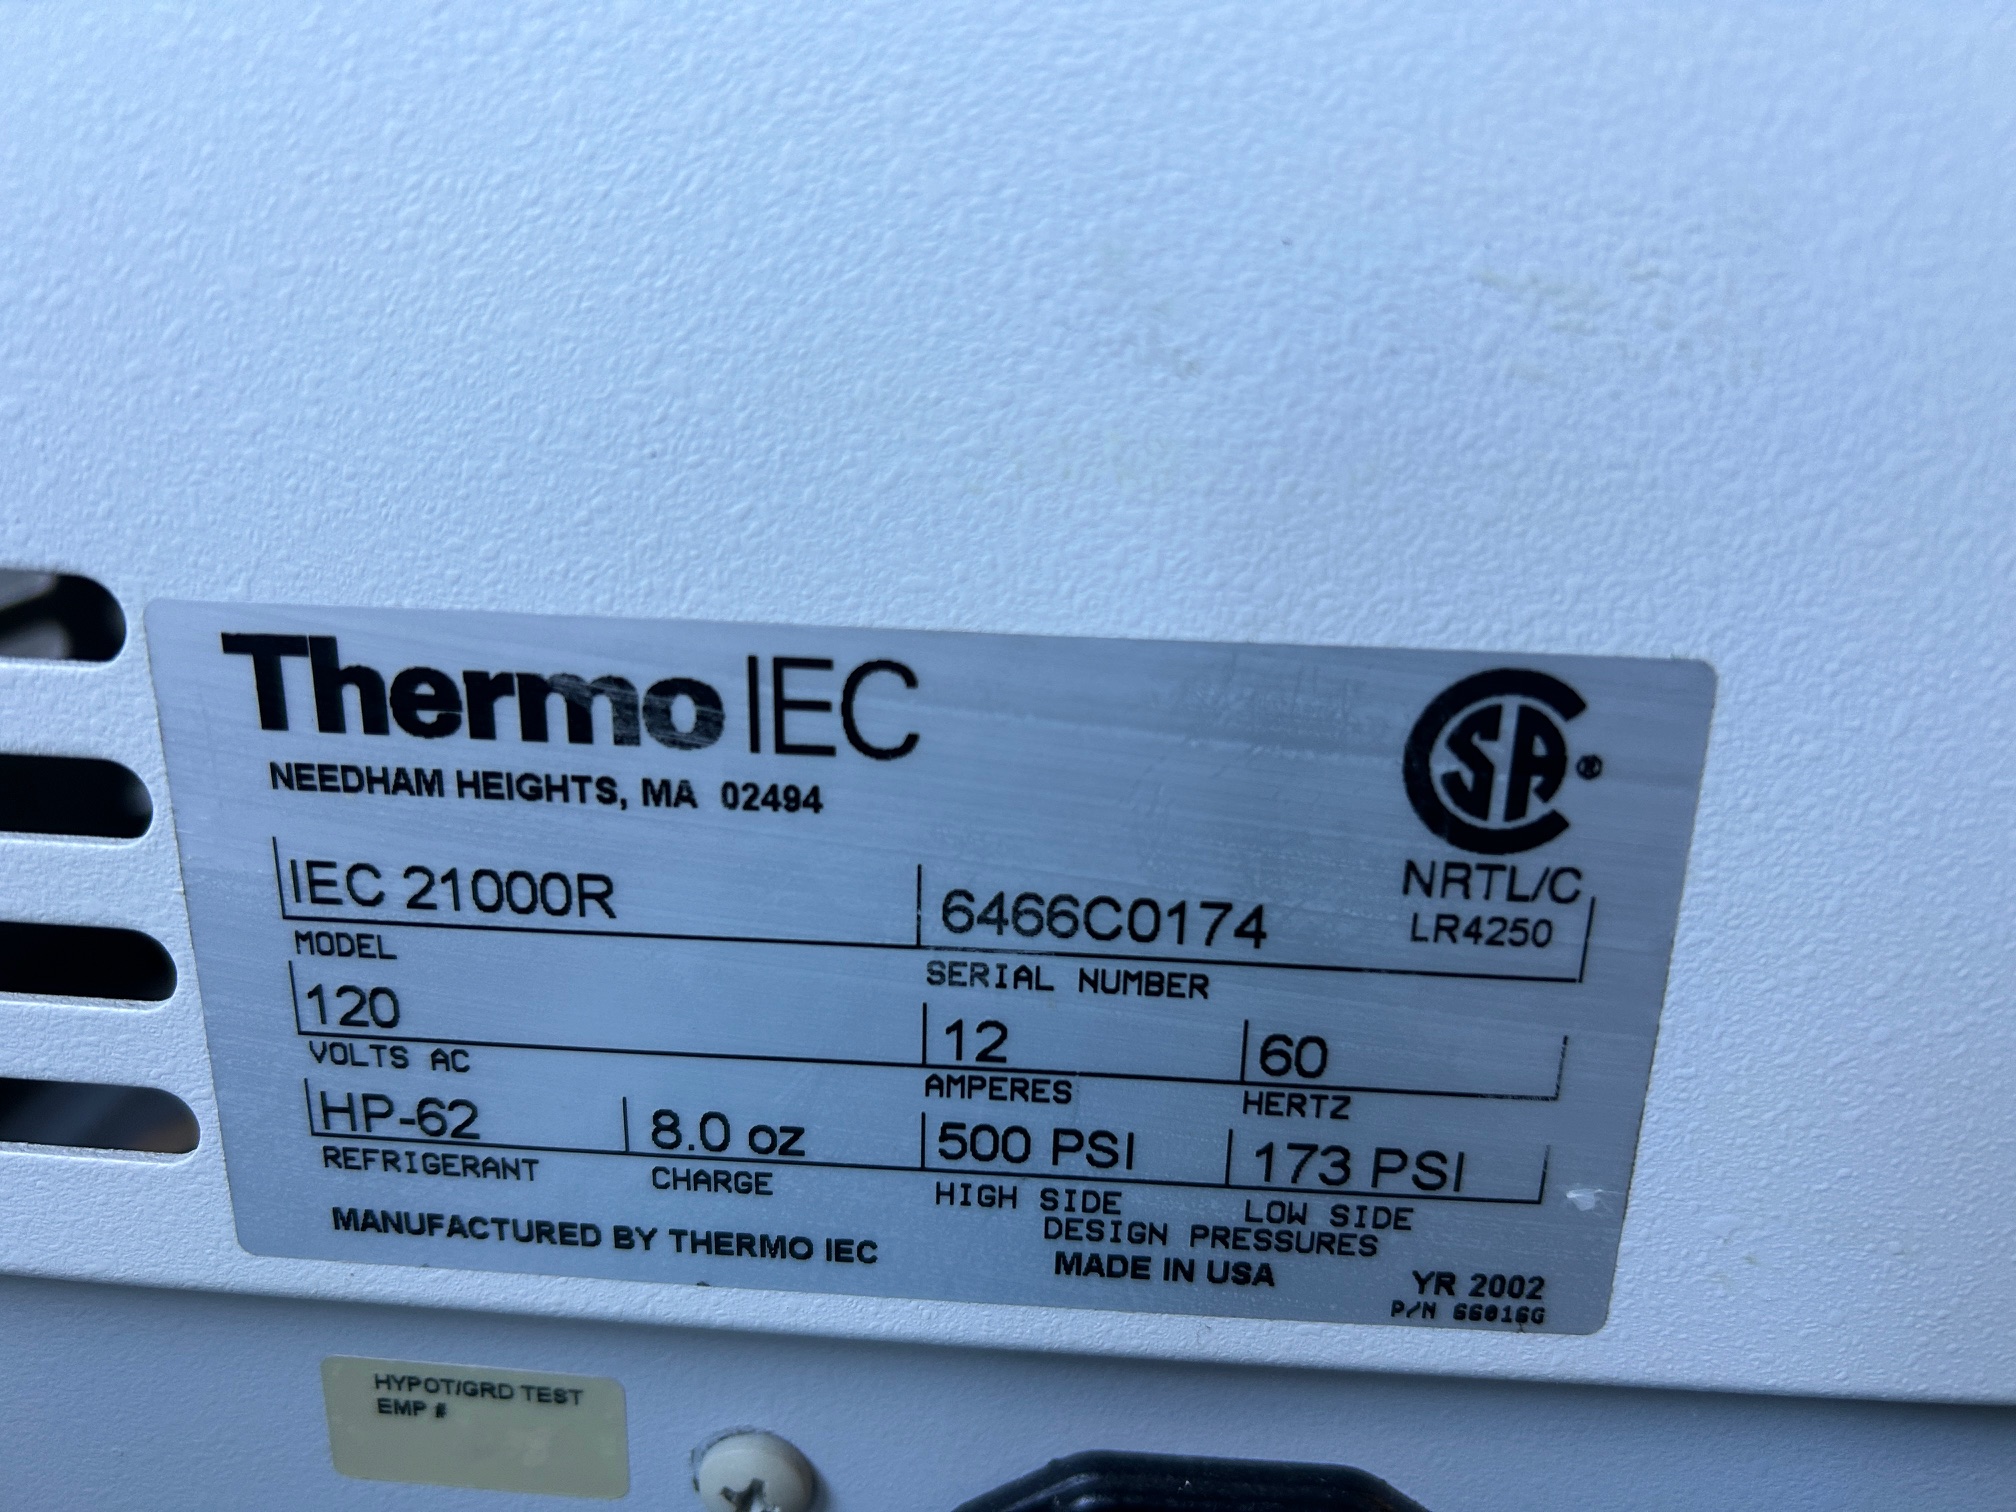 Thermo IEC
NEEDHAM HEIGHTS, MA 02494
CSA®
NRTL/C
LR4250
IEC 21000R 6466C0174
MODEL SERIAL NUMBER
120 12 60
VOLTS AC AMPERES HERTZ
HP-62 8.0 oz 500 PSI 173 PSI
REFRIGERANT CHARGE HIGH SIDE LOW SIDE
DESIGN PRESSURES
MANUFACTURED BY THERMO IEC MADE IN USA YR 2002
P/N 66016G
HYPOT/GRD TEST
EMP #